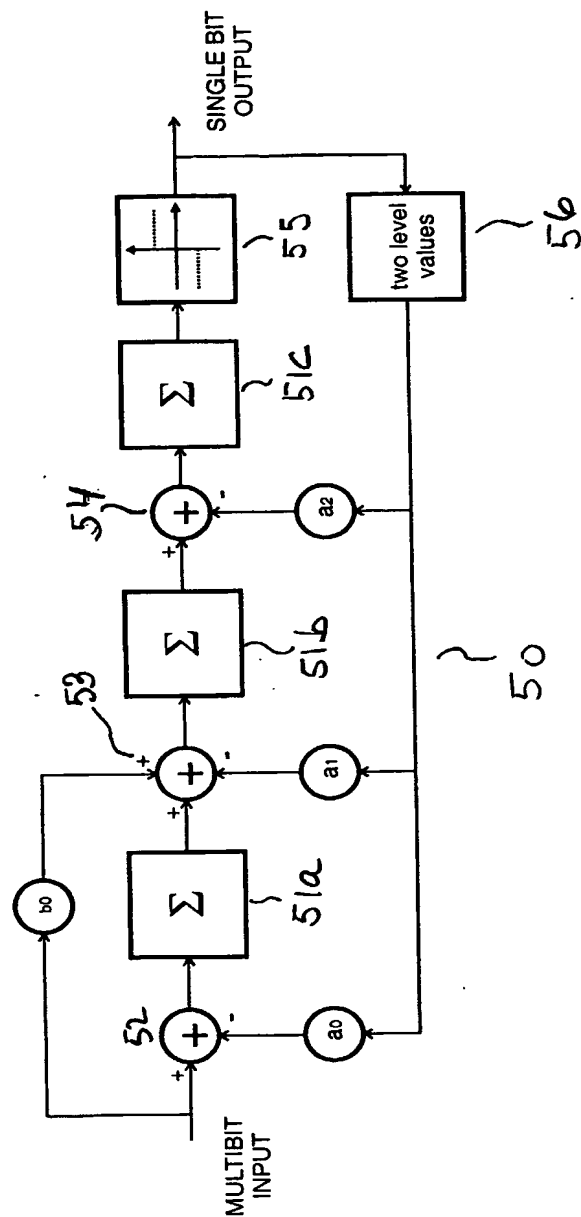 MULTIBIT
INPUT
b0
52
+
+
-
a0
Σ
51a
53
+
+
+
-
a1
Σ
51b
54
+
+
-
a2
Σ
51c
55
SINGLE BIT
OUTPUT
two level
values
56
50